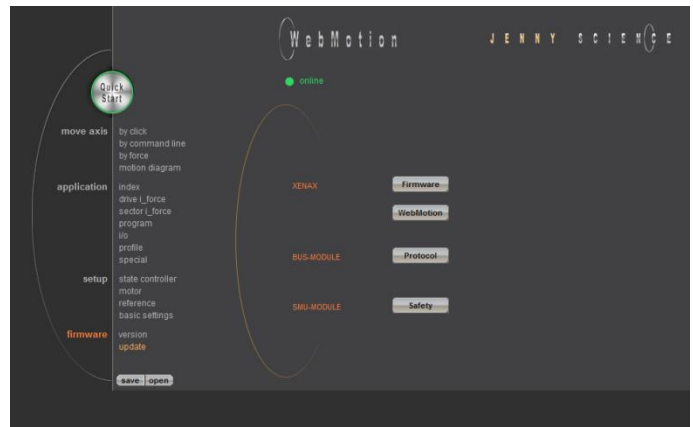 WebMotion
JENNY SCIENCE
online
Quick
Start
move axis
by click
by command line
by force
motion diagram
application
index
drive i_force
sector i_force
program
i/o
profile
special
setup
state controller
motor
reference
basic settings
firmware
version
update
save open
XENAX
Firmware
WebMotion
BUS-MODULE
Protocol
SMU-MODULE
Safety